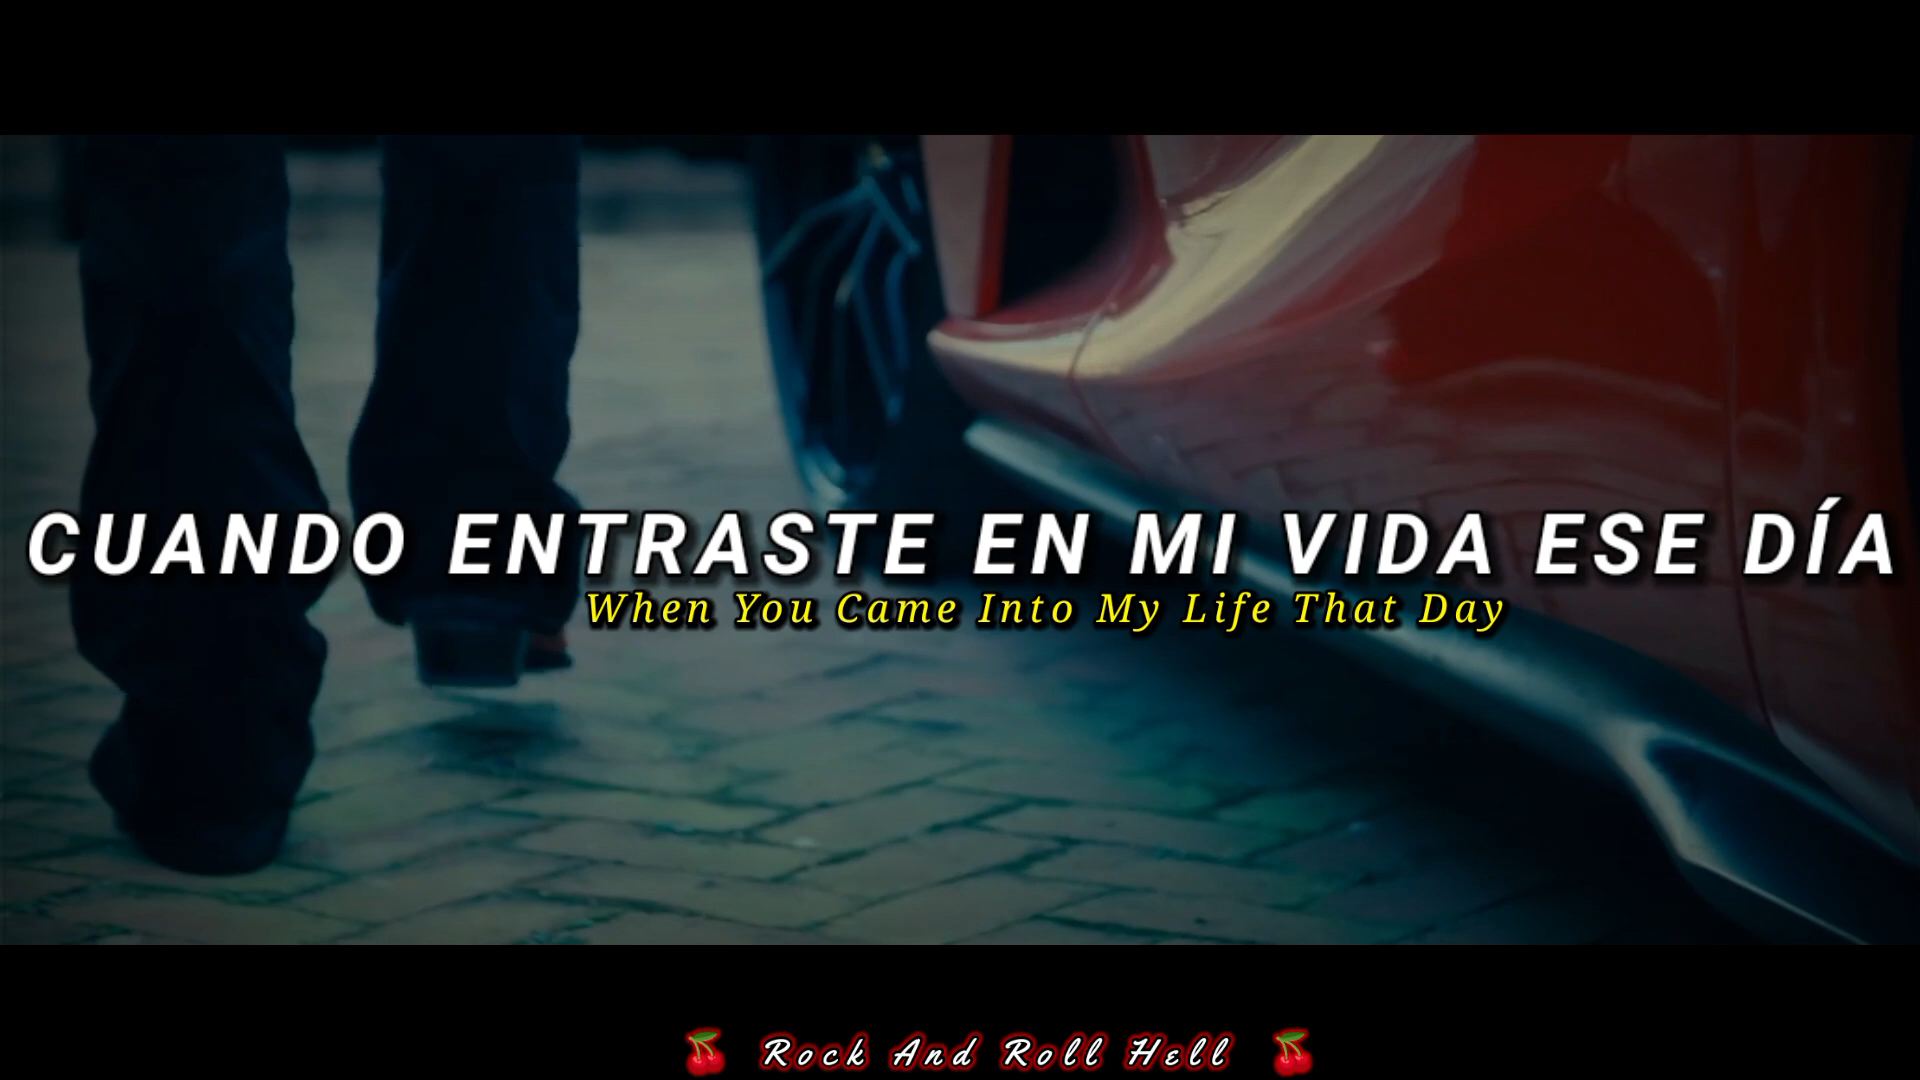 CUANDO ENTRASTE EN MI VIDA ESE DÍA
When You Came Into My Life That Day
Rock And Roll Hell